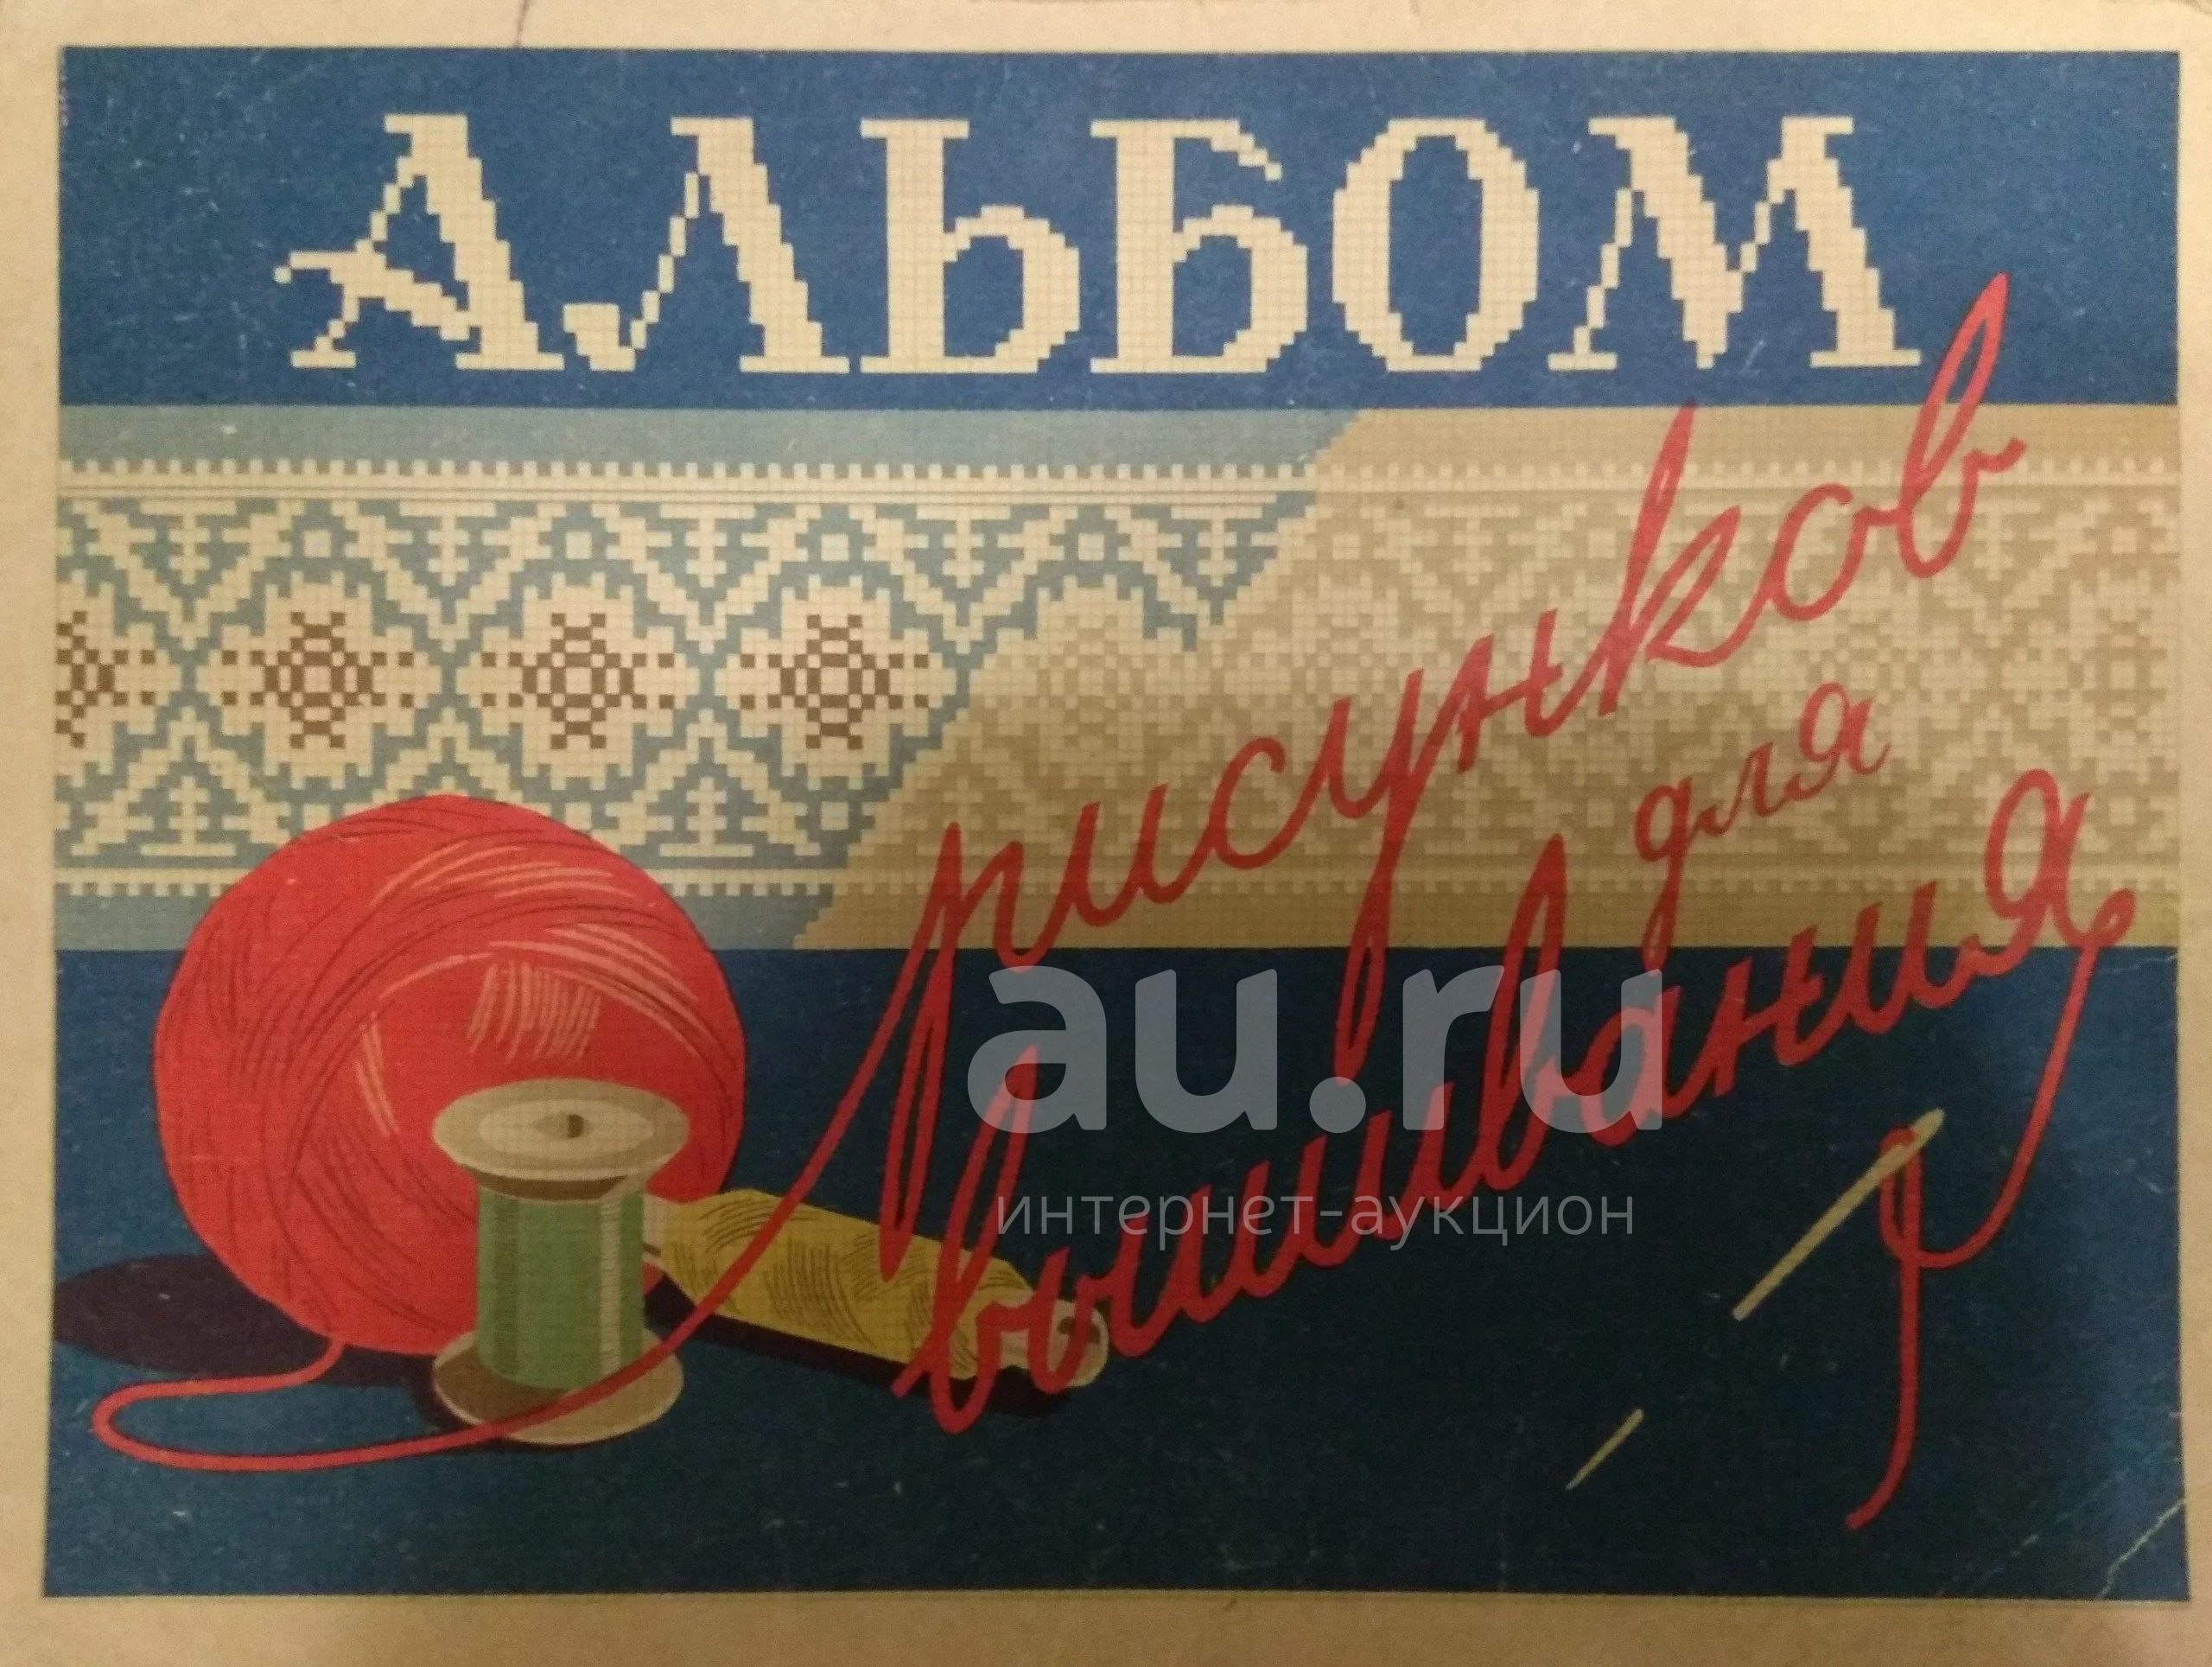 АЛЬБОМ
рисунков
для
вышивания
au.ru
интернет-аукцион